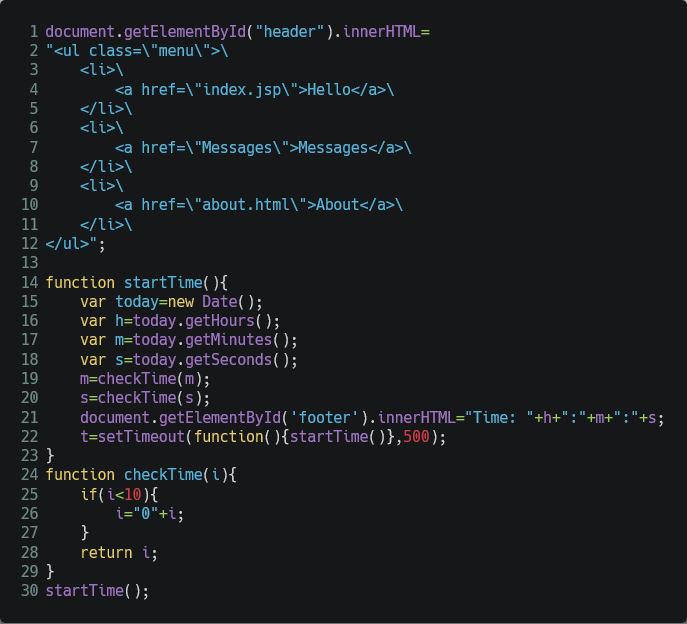 1 document.getElementById("header").innerHTML=
2 "<ul class=\"menu\">\
3     <li>\
4         <a href=\"index.jsp\">Hello</a>\
5     </li>\
6     <li>\
7         <a href=\"Messages\">Messages</a>\
8     </li>\
9     <li>\
10         <a href=\"about.html\">About</a>\
11     </li>\
12 </ul>";
13
14 function startTime(){
15     var today=new Date();
16     var h=today.getHours();
17     var m=today.getMinutes();
18     var s=today.getSeconds();
19     m=checkTime(m);
20     s=checkTime(s);
21     document.getElementById('footer').innerHTML="Time: "+h+":"+m+":"+s;
22     t=setTimeout(function(){startTime()},500);
23 }
24 function checkTime(i){
25     if(i<10){
26         i="0"+i;
27     }
28     return i;
29 }
30 startTime();